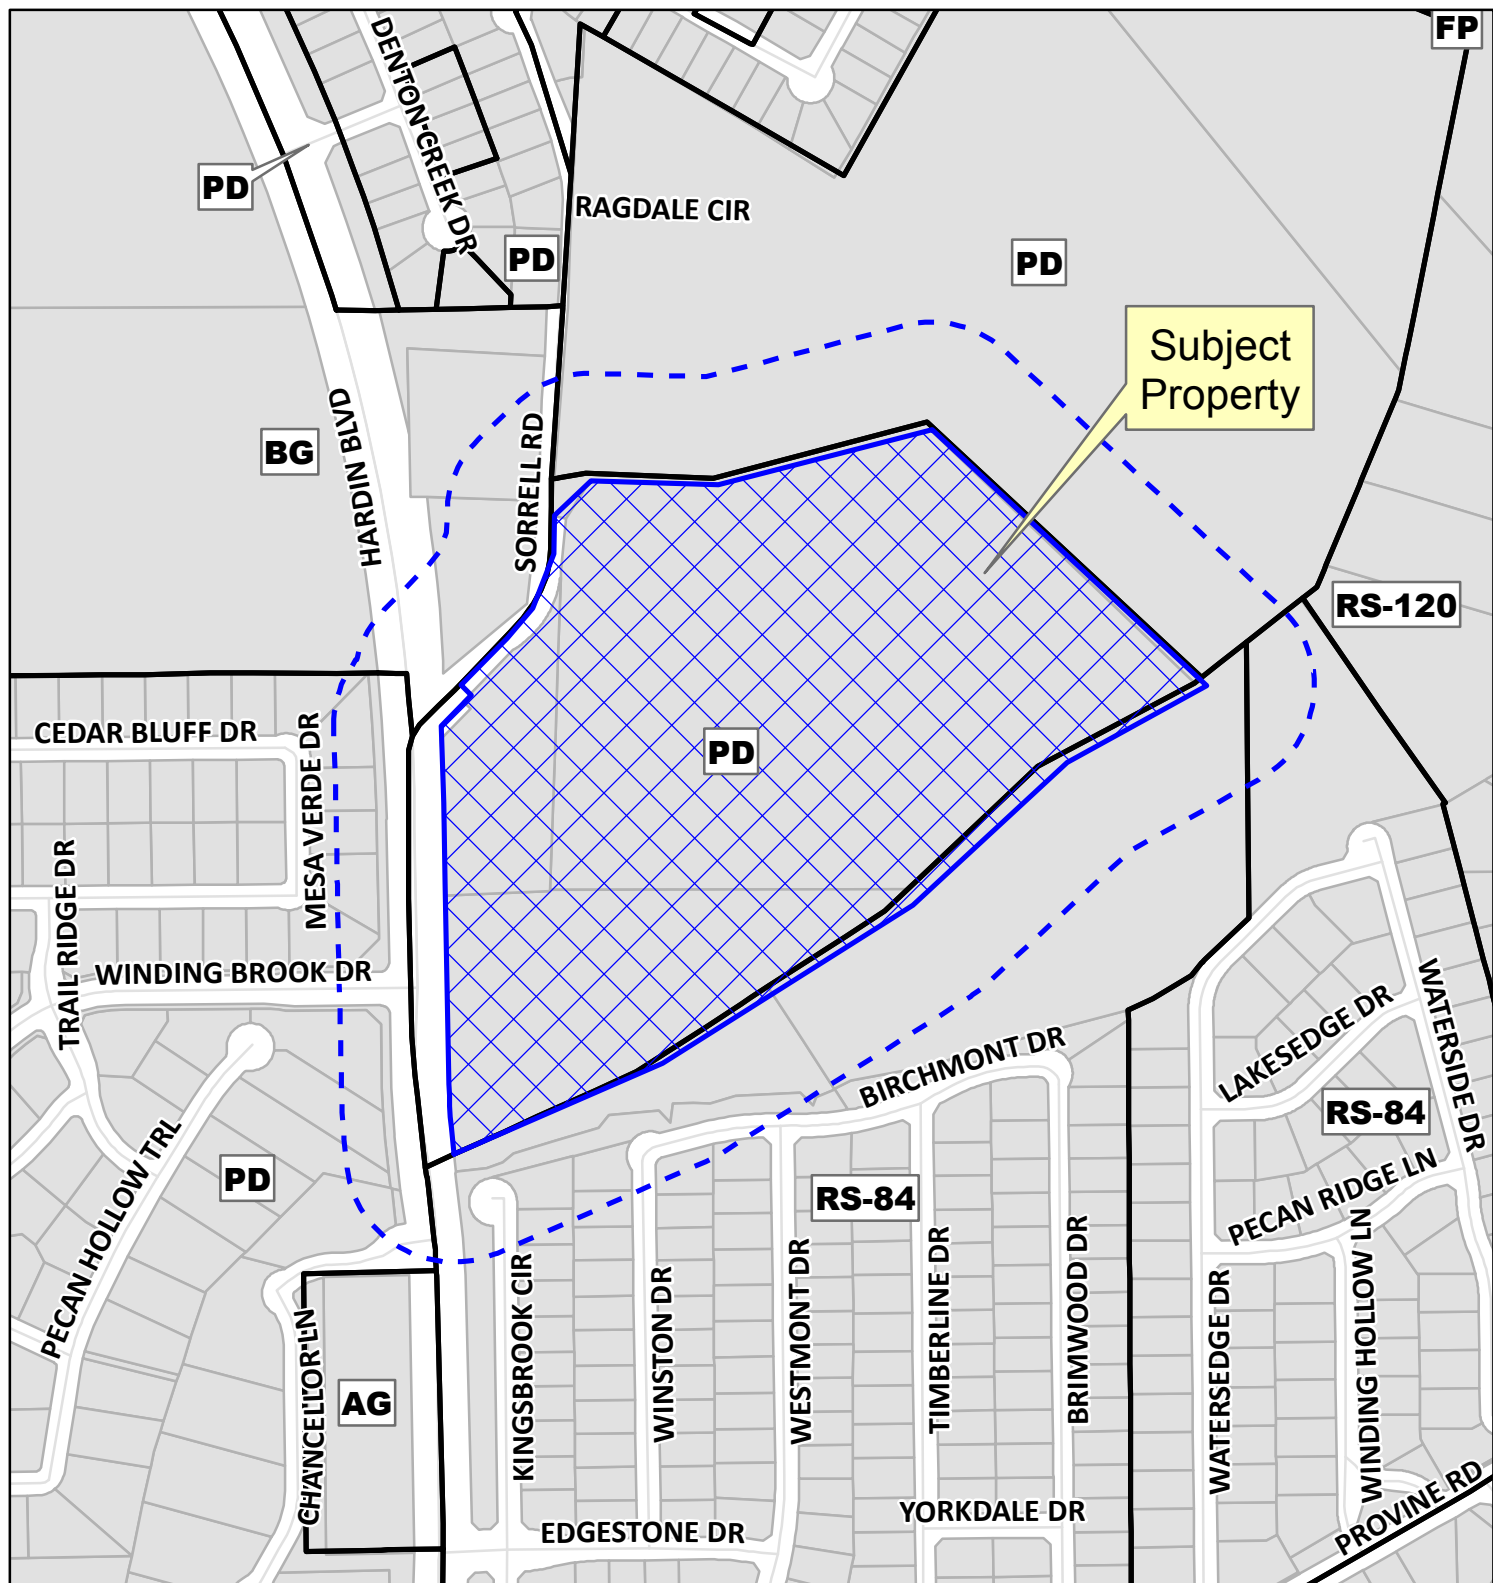 FP
DENTON CREEK DR
PD
RAGDALE CIR
PD
PD
Subject
Property
HARDIN BLVD
BG
SORRELL RD
RS-120
CEDAR BLUFF DR
MESA VERDE DR
PD
TRAIL RIDGE DR
WINDING BROOK DR
WATERSIDE DR
LAKESEDGE DR
BIRCHMONT DR
RS-84
PECAN HOLLOW TRL
PD
RS-84
PECAN RIDGE LN
KINGSBROOK CIR
WINSTON DR
WESTMONT DR
TIMBERLINE DR
BRIMWOOD DR
WATERSEDGE DR
WINDING HOLLOW LN
CHANCELLOR LN
AG
EDGESTONE DR
YORKDALE DR
PROVINE RD